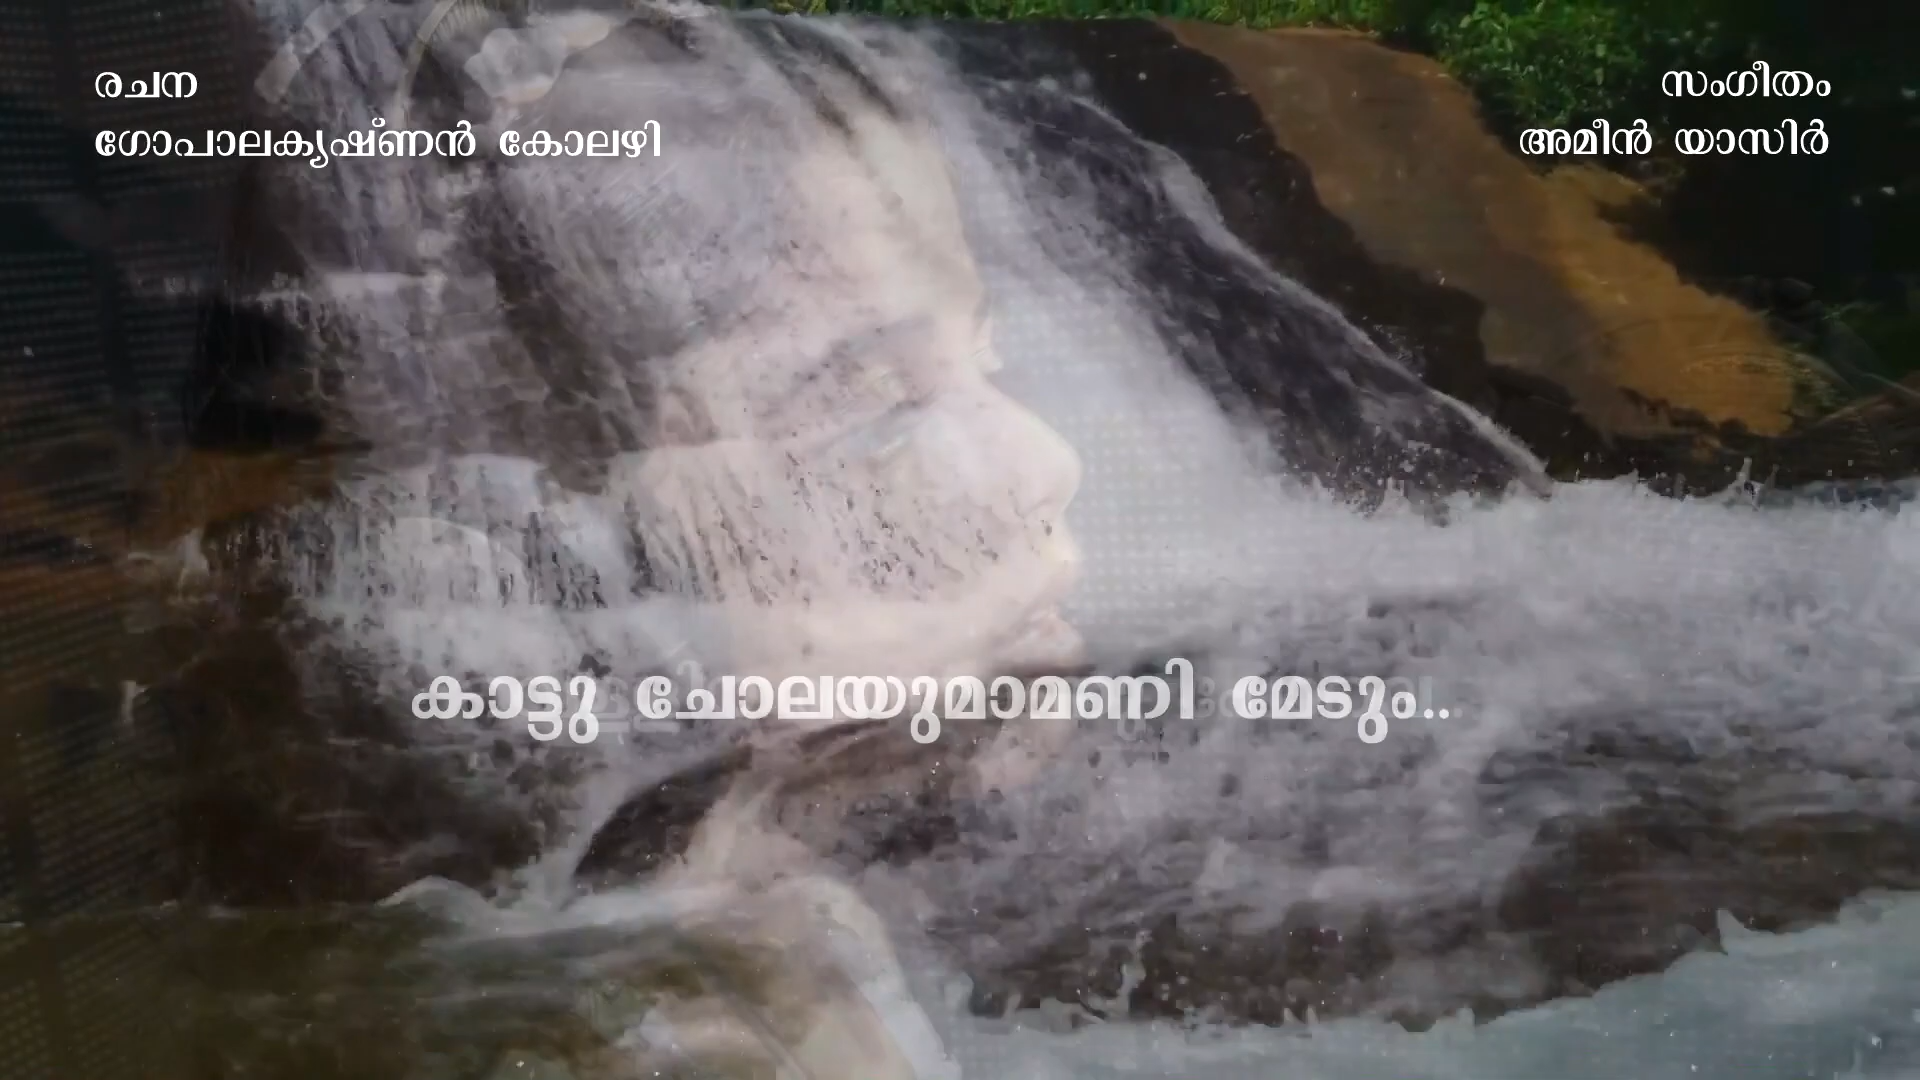 രചന
ഗോപാലകൃഷ്ണൻ കോലഴി
സംഗീതം
അമീൻ യാസിർ
കാട്ടു ചോലയുമാമണി മേടും..